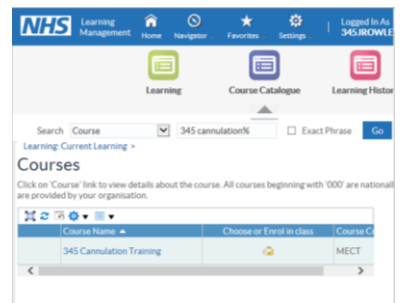 NHS Learning Management
Home Navigator Favorites Settings
Logged In As
345JROWLE
Learning Course Catalogue Learning Histor
Search Course 345 cannulation% Exact Phrase Go
Learning: Current Learning >
Courses
Click on 'Course' link to view details about the course. All courses beginning with '000' are nationall
are provided by your organisation.
Course Name Choose or Enrol in class Course C
345 Cannulation Training MECT